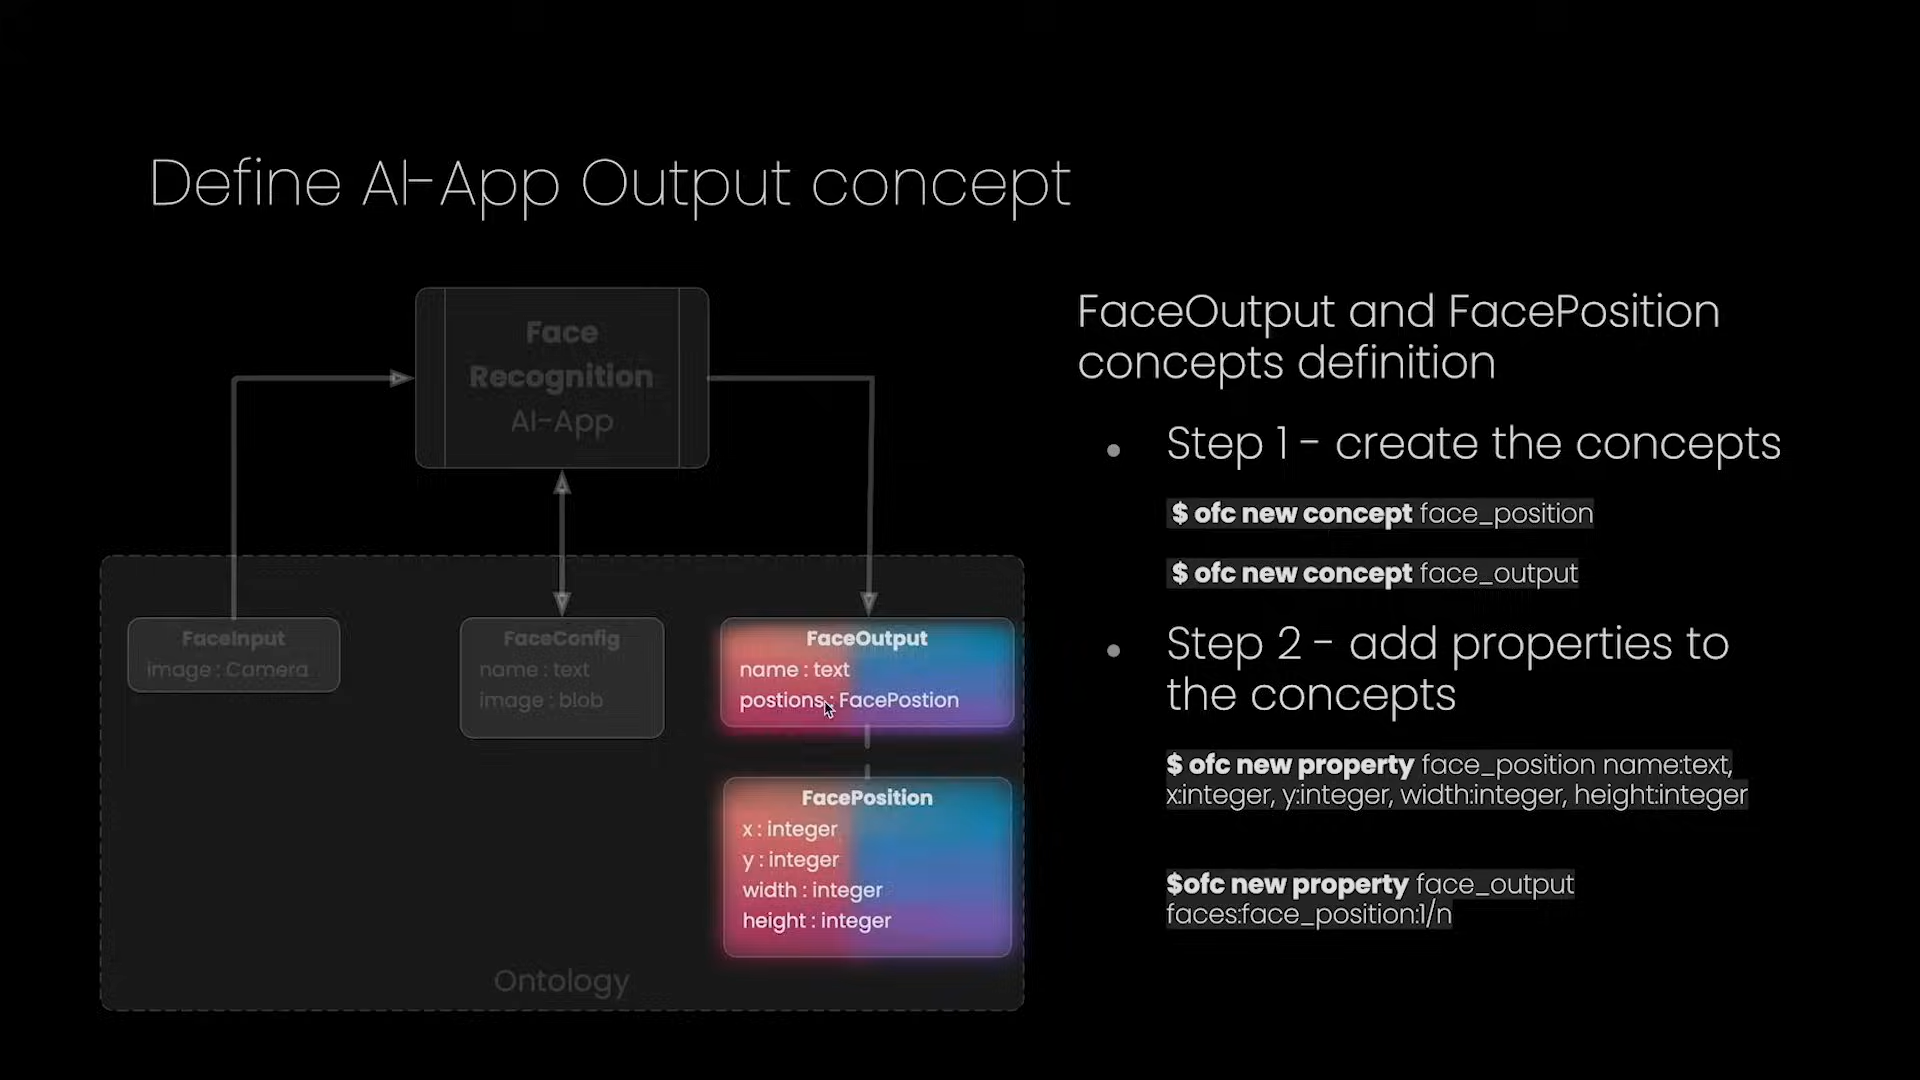 Define AI-App Output concept
Face
Recognition
AI-App
FaceInput
image : Camera
FaceConfig
name : text
image : blob
FaceOutput
name : text
postions : FacePostion
FacePosition
x : integer
y : integer
width : integer
height : integer
Ontology
FaceOutput and FacePosition
concepts definition
Step 1 - create the concepts
$ ofc new concept face_position
$ ofc new concept face_output
Step 2 - add properties to
the concepts
$ ofc new property face_position name:text,
x:integer, y:integer, width:integer, height:integer
$ofc new property face_output
faces:face_position:1/n